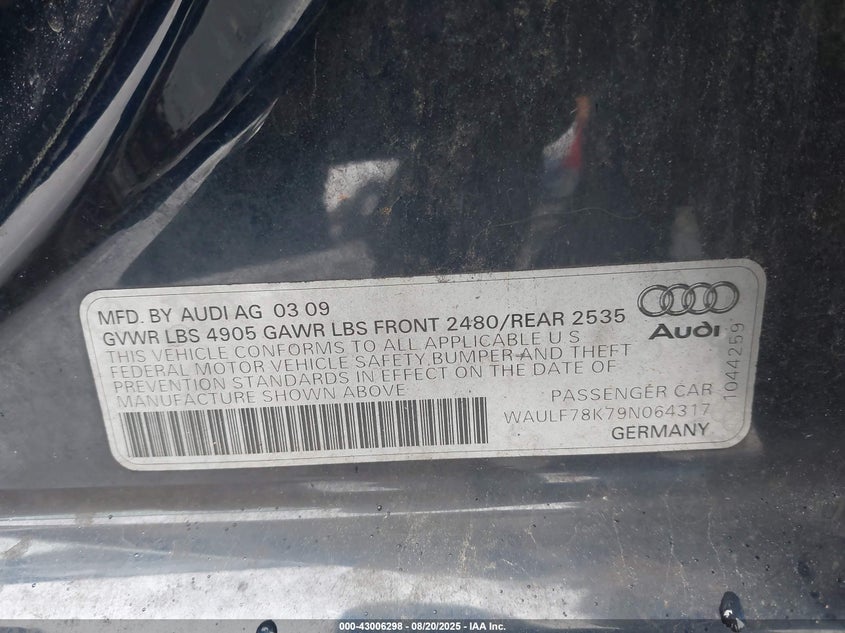 MFD. BY AUDI AG 03 09
GVWR LBS 4905 GAWR LBS FRONT 2480/REAR 2535
THIS VEHICLE CONFORMS TO ALL APPLICABLE U S
FEDERAL MOTOR VEHICLE SAFETY, BUMPER AND THEFT
PREVENTION STANDARDS IN EFFECT ON THE DATE OF
MANUFACTURE SHOWN ABOVE
Audi
PASSENGER CAR
WAULF78K79N064317
GERMANY
1044259
000-43006298 - 08/20/2025 - IAA Inc.